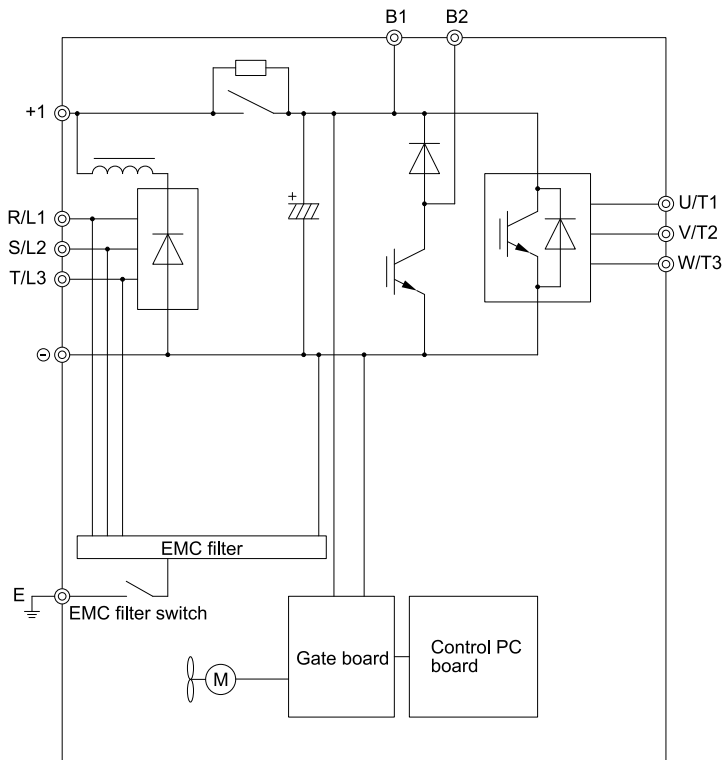 B1 B2
+1
+
R/L1
S/L2
T/L3
U/T1
V/T2
W/T3
⊖
EMC filter
E
EMC filter switch
Gate board
Control PC
board
M